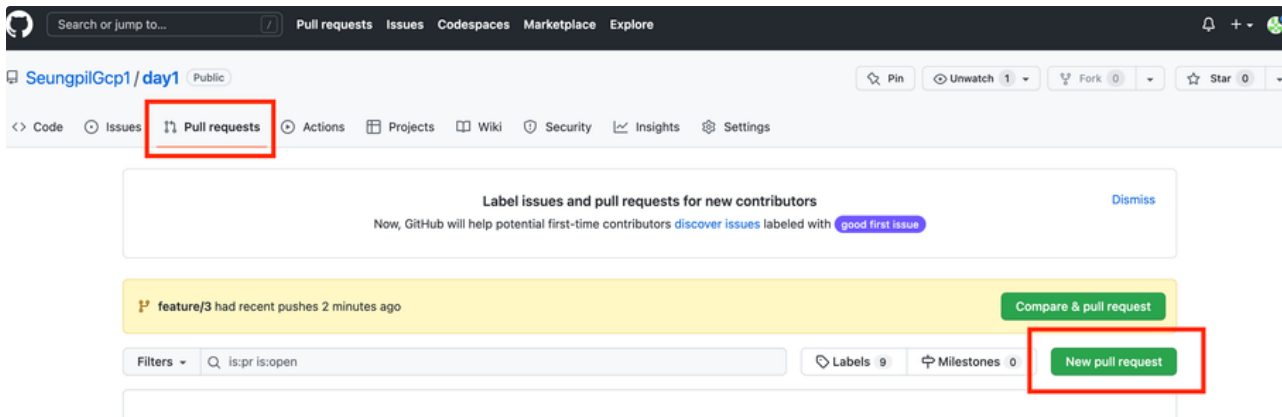 Search or jump to... / Pull requests Issues Codespaces Marketplace Explore
SeungpilGcp1 / day1 Public Pin Unwatch 1 Fork 0 Star 0
Code Issues Pull requests Actions Projects Wiki Security Insights Settings
Label issues and pull requests for new contributors Dismiss
Now, GitHub will help potential first-time contributors discover issues labeled with good first issue
feature/3 had recent pushes 2 minutes ago Compare & pull request
Filters is:pr is:open Labels 9 Milestones 0 New pull request